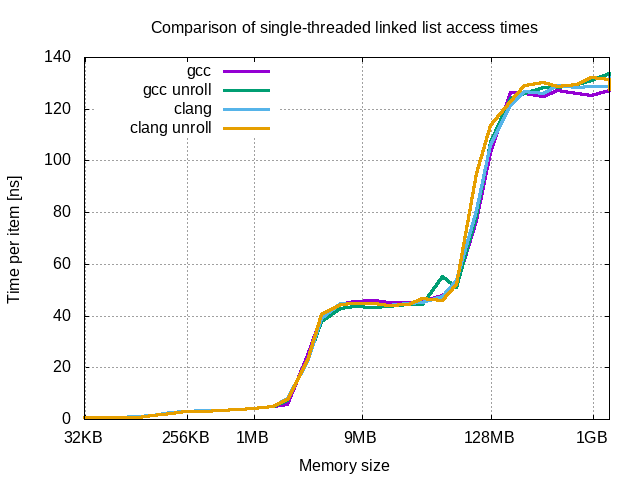 Comparison of single-threaded linked list access times
140
120
100
80
60
40
20
0
Time per item [ns]
gcc
gcc unroll
clang
clang unroll
32KB 256KB 1MB 9MB 128MB 1GB
Memory size